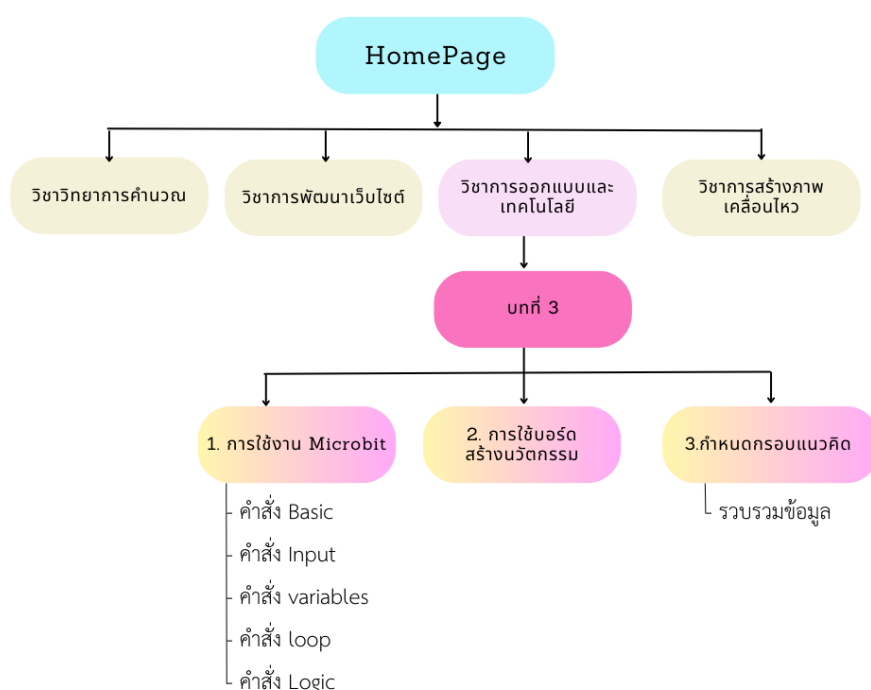 HomePage
วิชาวิทยาการคำนวณ
วิชาการพัฒนาเว็บไซต์
วิชาการออกแบบและ
เทคโนโลยี
วิชาการสร้างภาพ
เคลื่อนไหว
บทที่ 3
1. การใช้งาน Microbit
2. การใช้บอร์ด
สร้างนวัตกรรม
3.กำหนดกรอบแนวคิด
คำสั่ง Basic
คำสั่ง Input
คำสั่ง variables
คำสั่ง loop
คำสั่ง Logic
รวบรวมข้อมูล